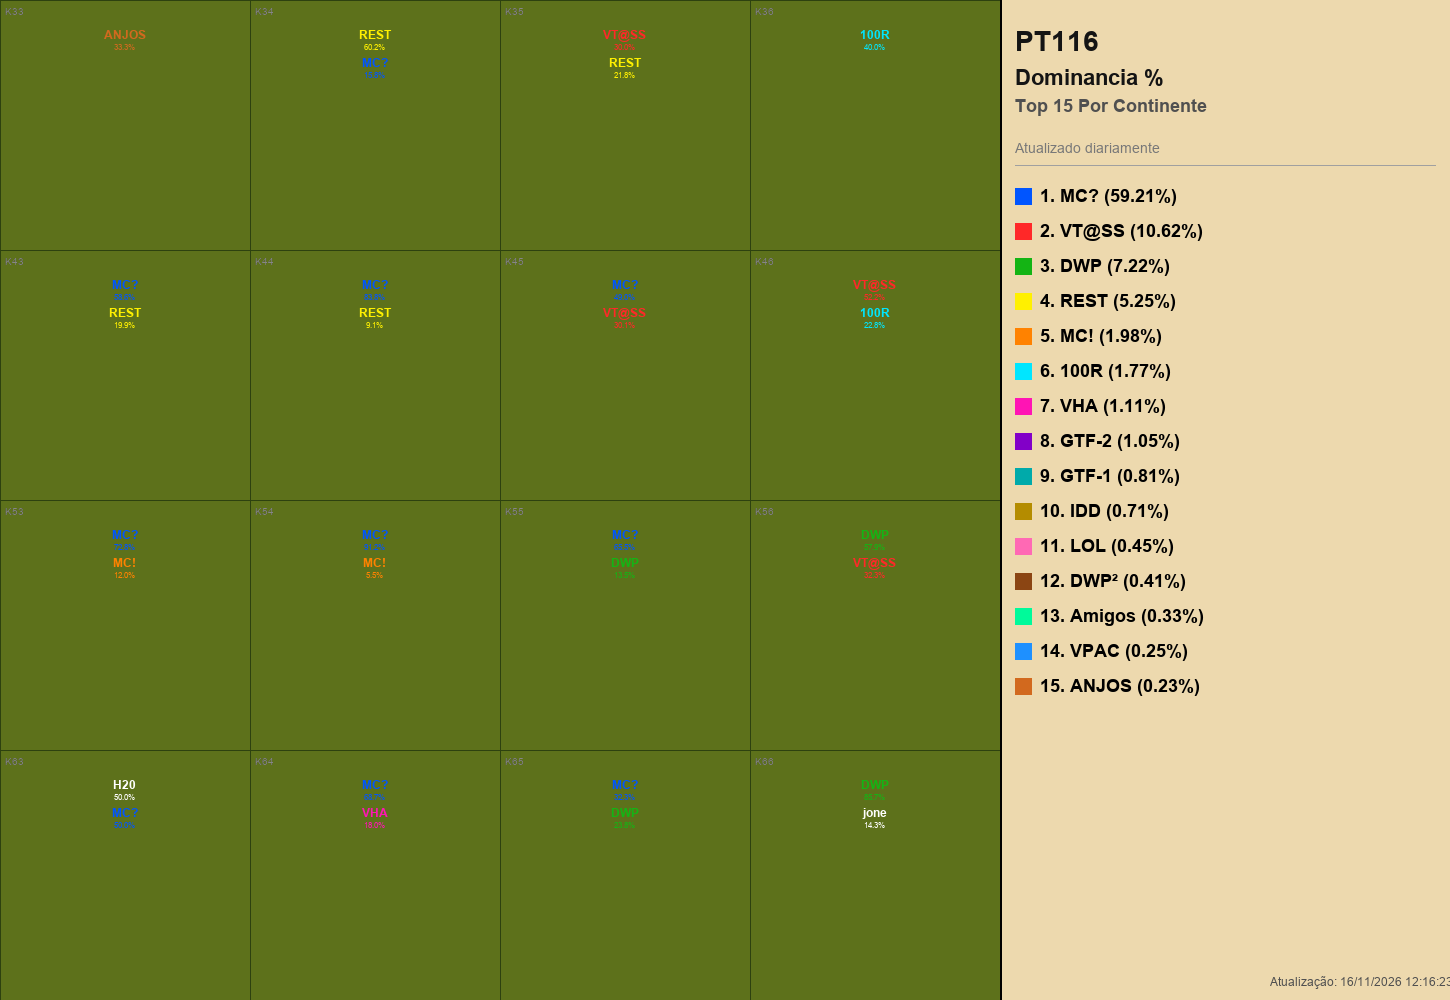 K33
ANJOS
33.3%
K34
REST
60.2%
MC?
K35
VT@SS
REST
21.8%
K36
100R
40.0%
K43
MC?
REST
19.9%
K44
MC?
REST
9.1%
K45
MC?
VT@SS
K46
VT@SS
100R
22.8%
K53
MC?
MC!
12.0%
K54
MC?
MC!
5.5%
K55
MC?
DWP
K56
DWP
VT@SS
K63
H20
50.0%
MC?
50.0%
K64
MC?
VHA
K65
MC?
DWP
K66
DWP
jone
14.3%
PT116
Dominancia %
Top 15 Por Continente
Atualizado diariamente
1. MC? (59.21%)
2. VT@SS (10.62%)
3. DWP (7.22%)
4. REST (5.25%)
5. MC! (1.98%)
6. 100R (1.77%)
7. VHA (1.11%)
8. GTF-2 (1.05%)
9. GTF-1 (0.81%)
10. IDD (0.71%)
11. LOL (0.45%)
12. DWP² (0.41%)
13. Amigos (0.33%)
14. VPAC (0.25%)
15. ANJOS (0.23%)
Atualização: 16/11/2026 12:16:23